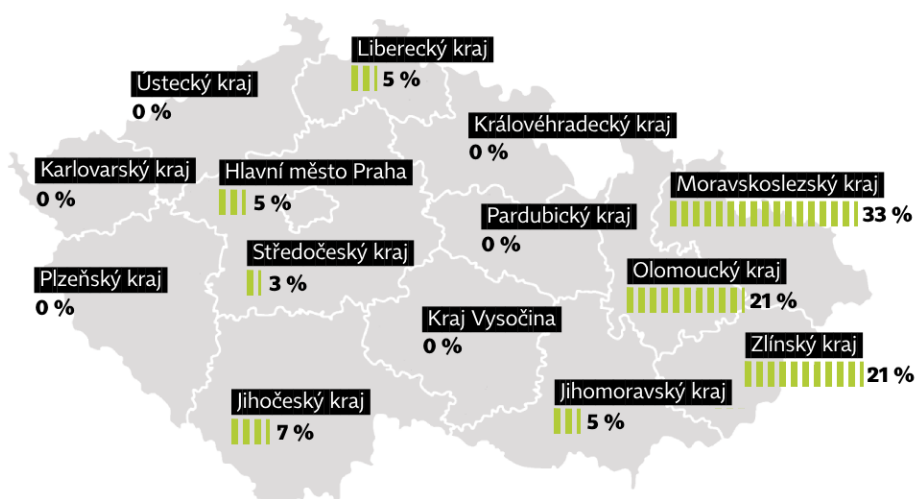 Liberecký kraj
5 %
Ústecký kraj
0 %
Královéhradecký kraj
0 %
Karlovarský kraj
0 %
Hlavní město Praha
5 %
Moravskoslezský kraj
33 %
Pardubický kraj
0 %
Středočeský kraj
3 %
Plzeňský kraj
0 %
Olomoucký kraj
21 %
Kraj Vysočina
0 %
Zlínský kraj
21 %
Jihočeský kraj
7 %
Jihomoravský kraj
5 %